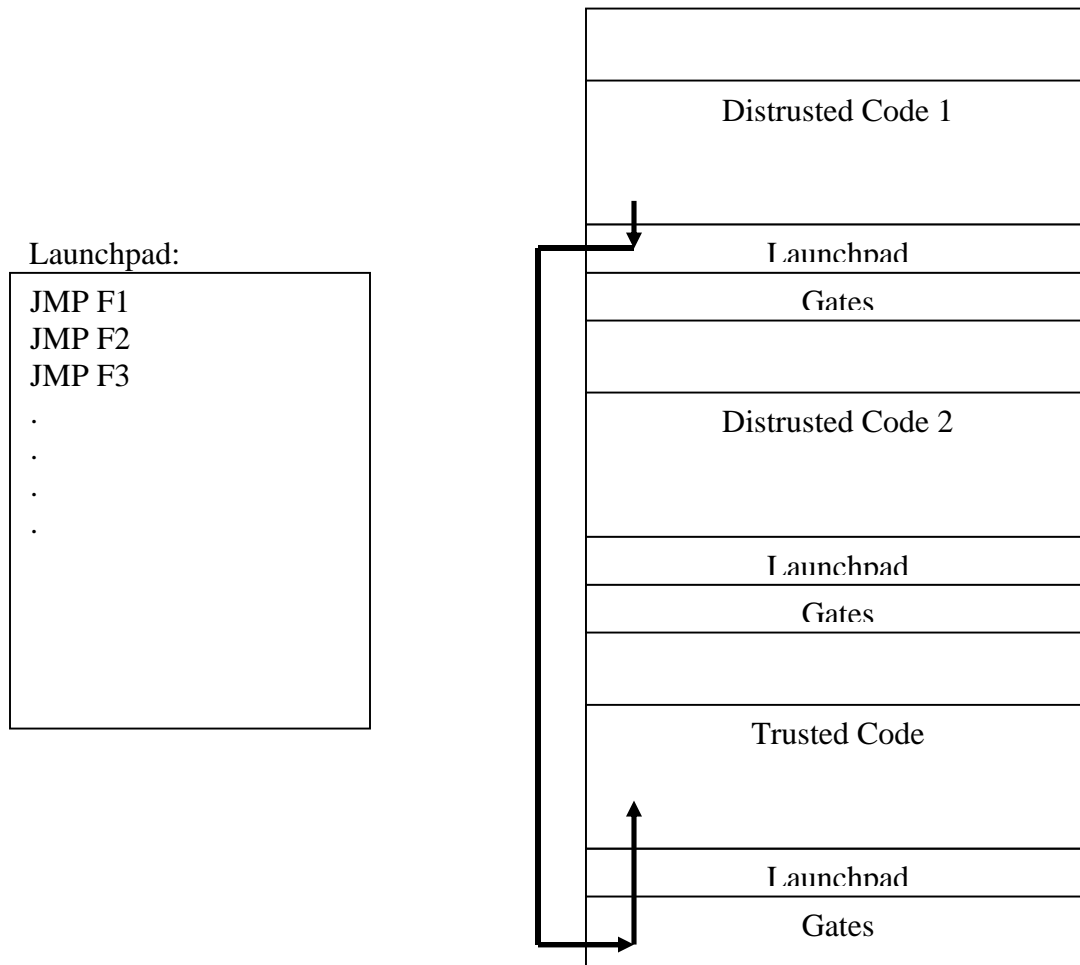 Launchpad:
JMP F1
JMP F2
JMP F3
.
.
.
.
Distrusted Code 1
Launchpad
Gates
Distrusted Code 2
Launchpad
Gates
Trusted Code
Launchpad
Gates